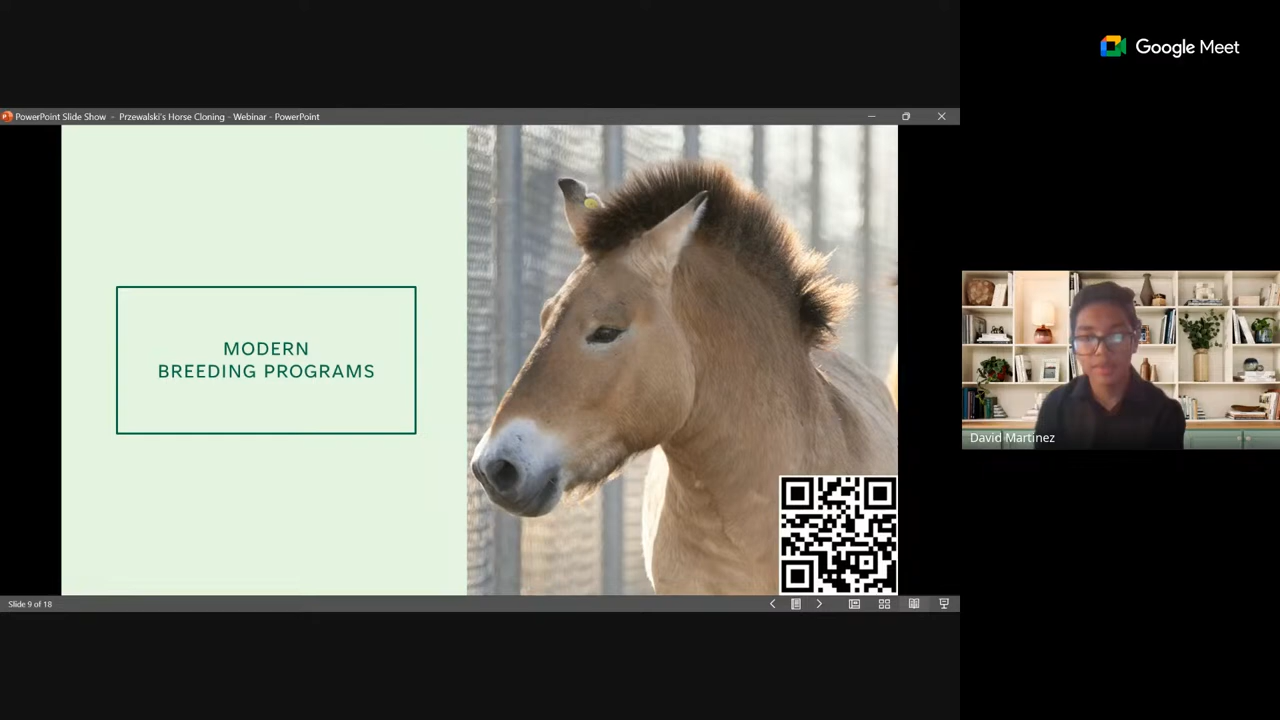 Google Meet
PowerPoint Slide Show - Przewalski's Horse Cloning - Webinar - PowerPoint
MODERN
BREEDING PROGRAMS
David Martinez
Slide 9 of 18